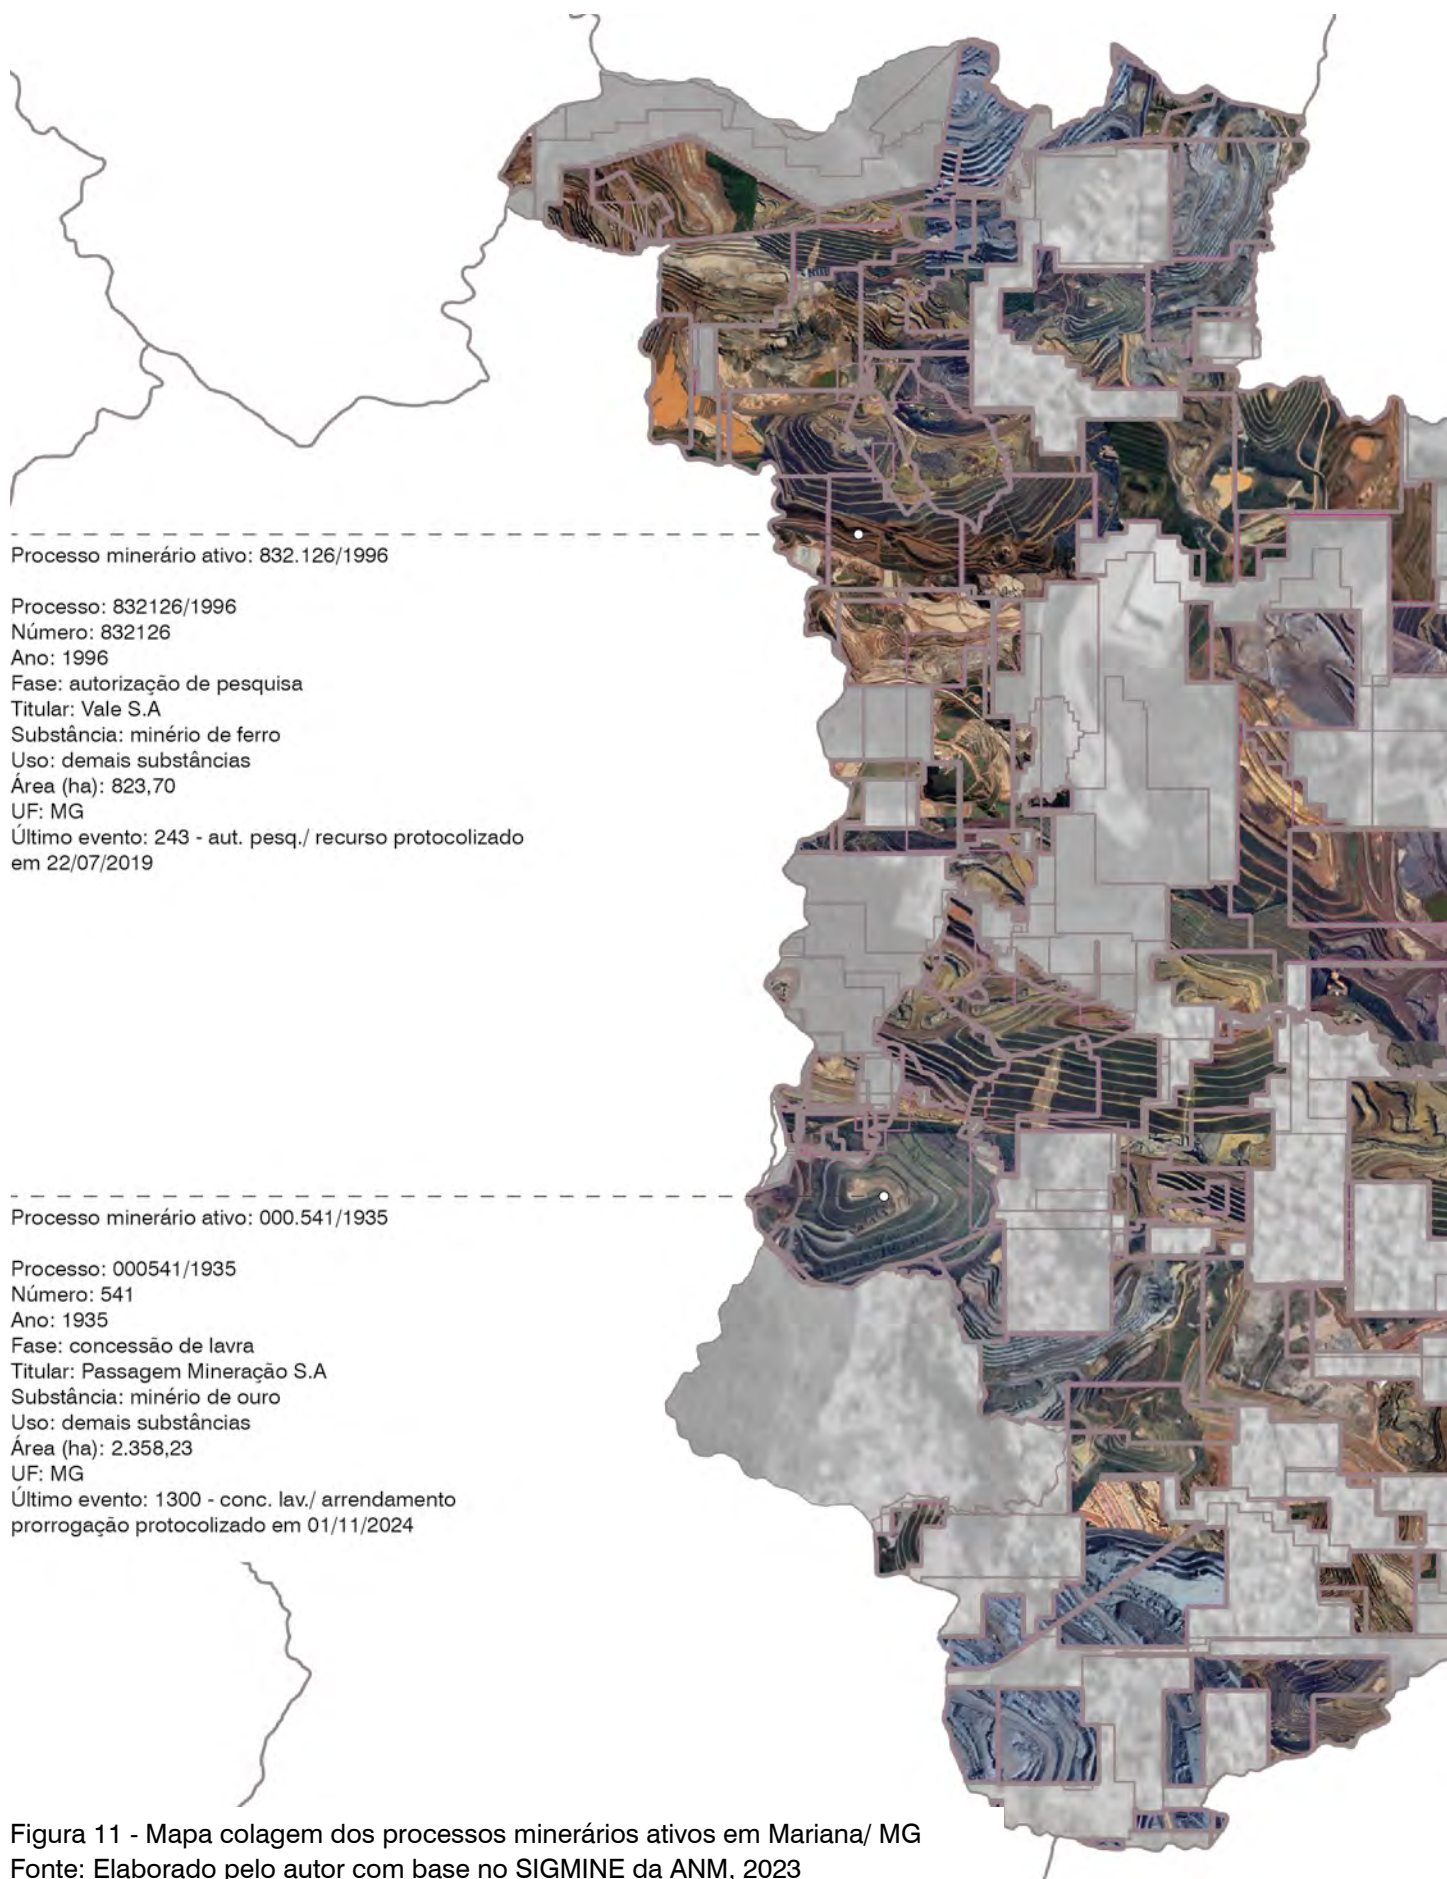 Processo minerário ativo: 832.126/1996
Processo: 832126/1996
Número: 832126
Ano: 1996
Fase: autorização de pesquisa
Titular: Vale S.A
Substância: minério de ferro
Uso: demais substâncias
Área (ha): 823,70
UF: MG
Último evento: 243 - aut. pesq./ recurso protocolizado
em 22/07/2019
Processo minerário ativo: 000.541/1935
Processo: 000541/1935
Número: 541
Ano: 1935
Fase: concessão de lavra
Titular: Passagem Mineração S.A
Substância: minério de ouro
Uso: demais substâncias
Área (ha): 2.358,23
UF: MG
Último evento: 1300 - conc. lav./ arrendamento
prorrogação protocolizado em 01/11/2024
Figura 11 - Mapa colagem dos processos minerários ativos em Mariana/ MG
Fonte: Elaborado pelo autor com base no SIGMINE da ANM, 2023